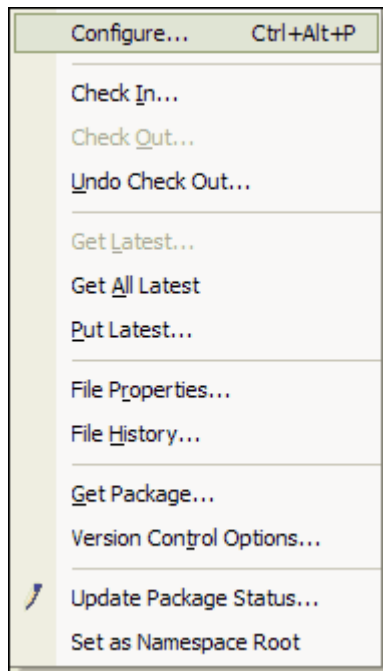 Configure... Ctrl+Alt+P
Check In...
Check Out...
Undo Check Out...
Get Latest...
Get All Latest
Put Latest...
File Properties...
File History...
Get Package...
Version Control Options...
Update Package Status...
Set as Namespace Root